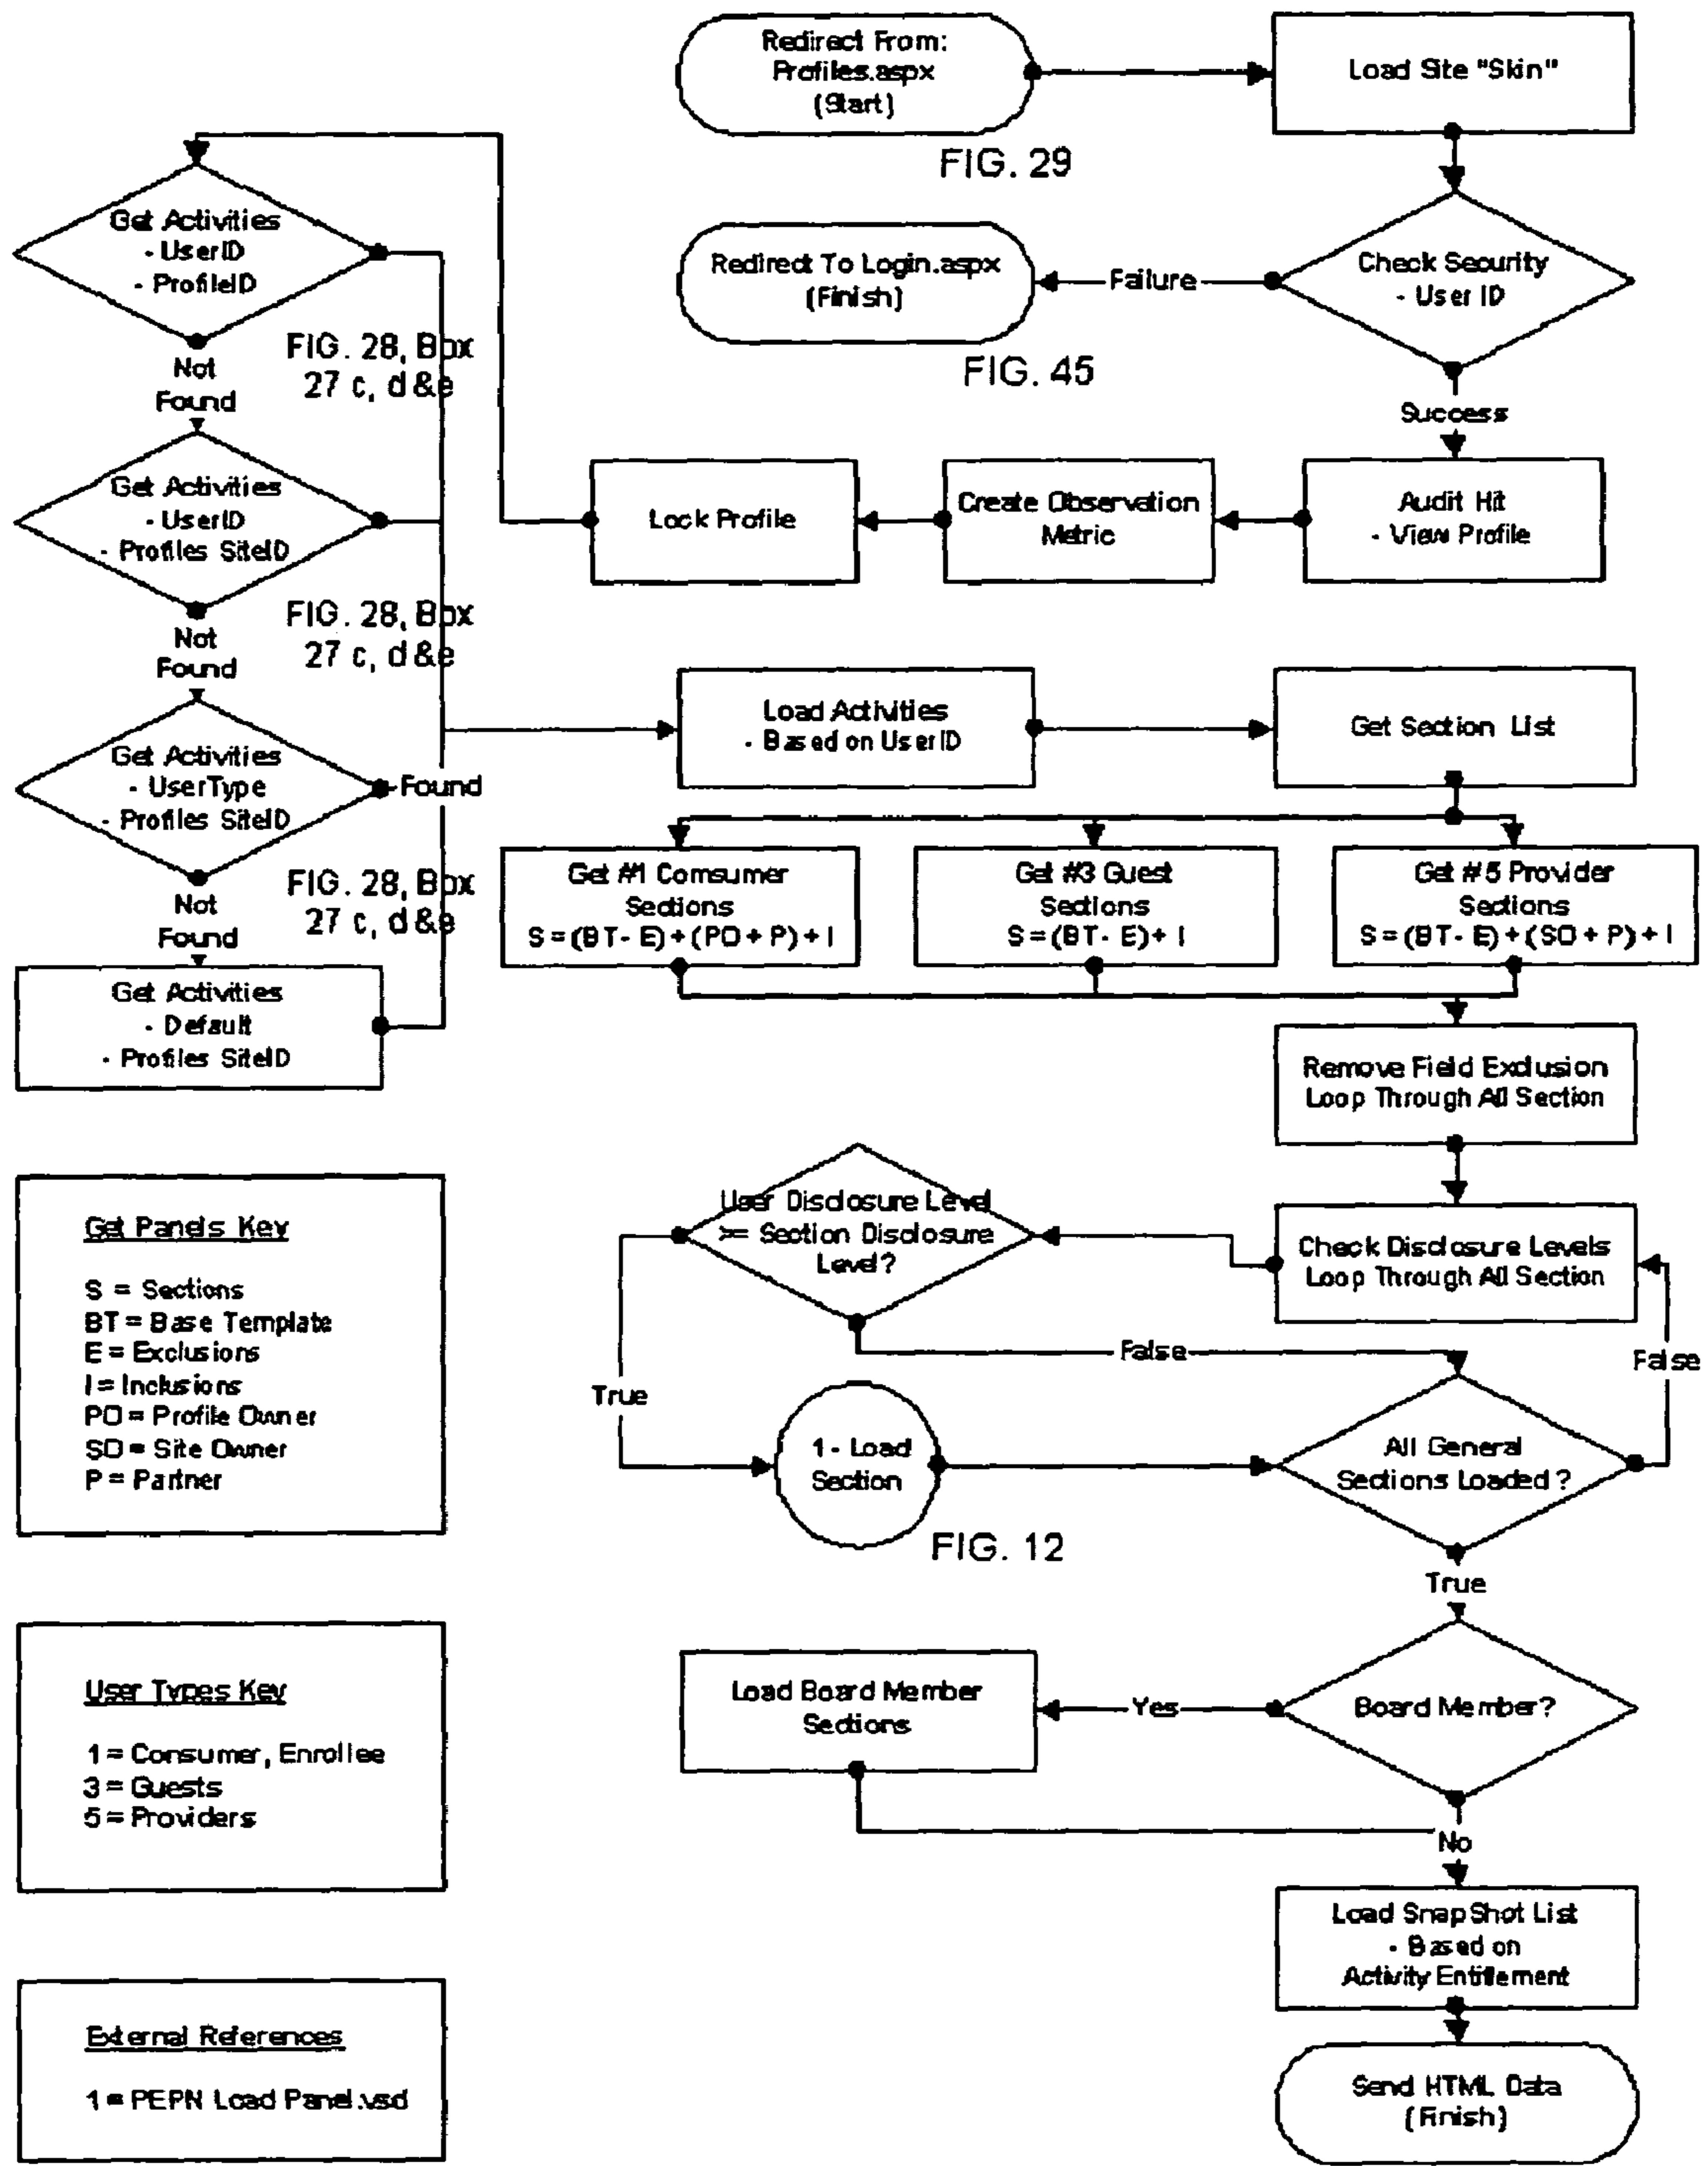 Redirect From:
Profiles.aspx
(Start)
FIG. 29
Load Site "Skin"
Check Security
- User ID
Failure
Redirect To Login.aspx
(Finish)
FIG. 45
Success
Audit Hit
- View Profile
Create Observation
Metric
Lock Profile
Get Activities
- UserID
- ProfileID
FIG. 28, Box
27 c, d &e
Not
Found
Get Activities
- UserID
- Profiles SiteID
FIG. 28, Box
27 c, d &e
Not
Found
Get Activities
- UserType
- Profiles SiteID
Found
FIG. 28, Box
27 c, d &e
Not
Found
Get Activities
- Default
- Profiles SiteID
Load Activities
- Based on UserID
Get Section List
Get #1 Comsumer
Sections
S = (BT - E) + (PO + P) + I
Get #3 Guest
Sections
S = (BT - E) + I
Get #5 Provider
Sections
S = (BT - E) + (SO + P) + I
Remove Field Exclusion
Loop Through All Section
Check Disclosure Levels
Loop Through All Section
User Disclosure Level
>= Section Disclosure
Level?
False
True
False
1 - Load
Section
FIG. 12
All General
Sections Loaded?
True
Board Member?
Yes
Load Board Member
Sections
No
Load SnapShot List
- Based on
Activity Entitlement
Send HTML Data
(Finish)
Get Panels Key
S = Sections
BT = Base Template
E = Exclusions
I = Inclusions
PO = Profile Owner
SO = Site Owner
P = Partner
User Types Key
1 = Consumer, Enrollee
3 = Guests
5 = Providers
External References
1 = PEPN Load Panel.vsd